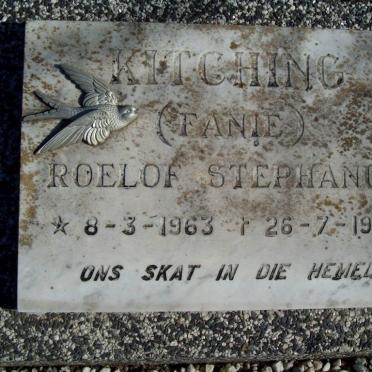 KITCHING
(FANIE)
ROELOF STEPHANU
* 8-3-1963 † 26-7-19
ONS SKAT IN DIE HEMEL